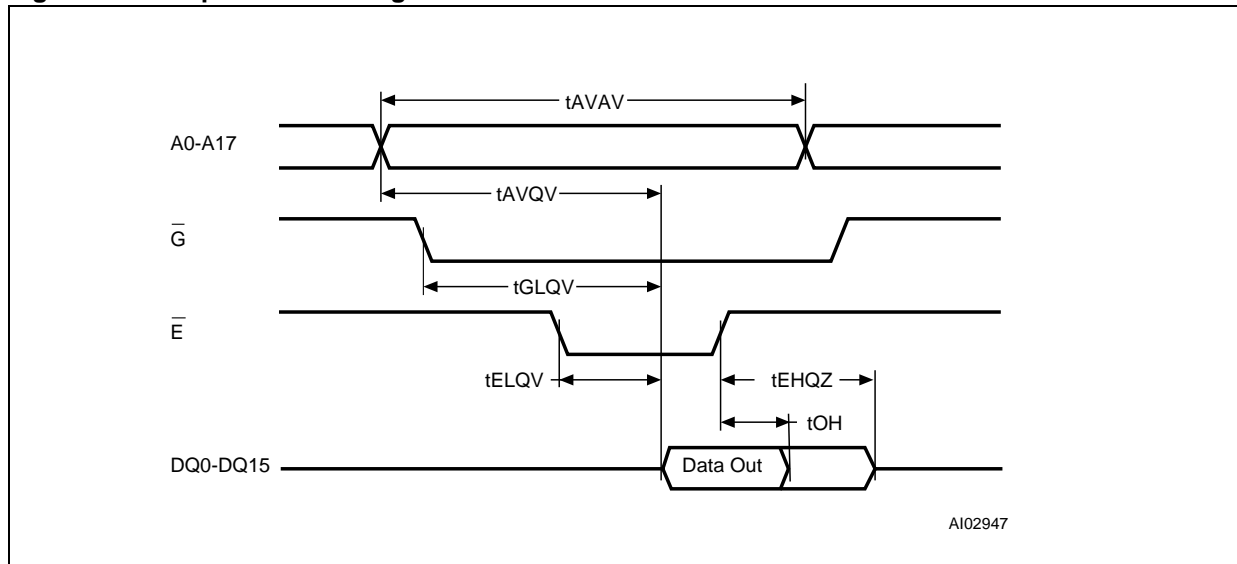 tAVAV
A0-A17
tAVQV
G
tGLQV
E
tELQV
tEHQZ
tOH
DQ0-DQ15
Data Out
AI02947